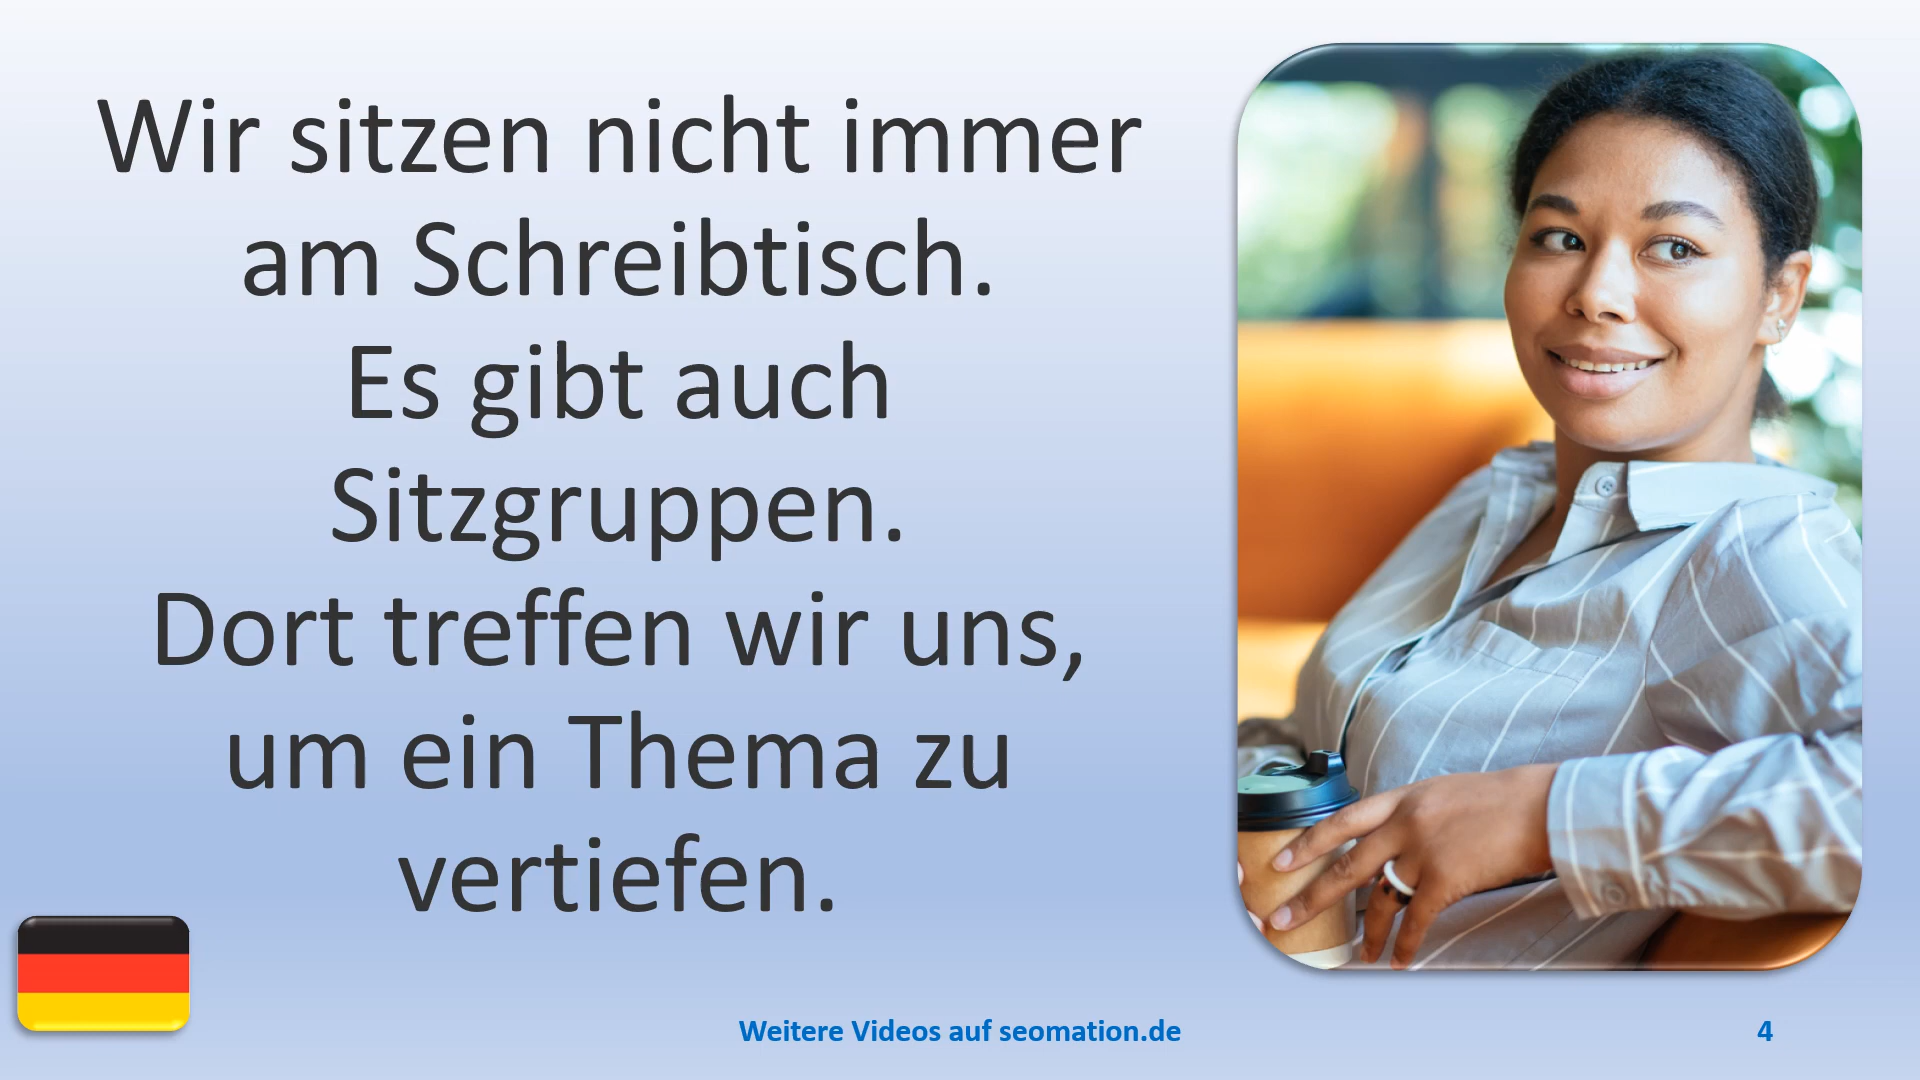 Wir sitzen nicht immer
am Schreibtisch.
Es gibt auch
Sitzgruppen.
Dort treffen wir uns,
um ein Thema zu
vertiefen.
Weitere Videos auf seomation.de
4